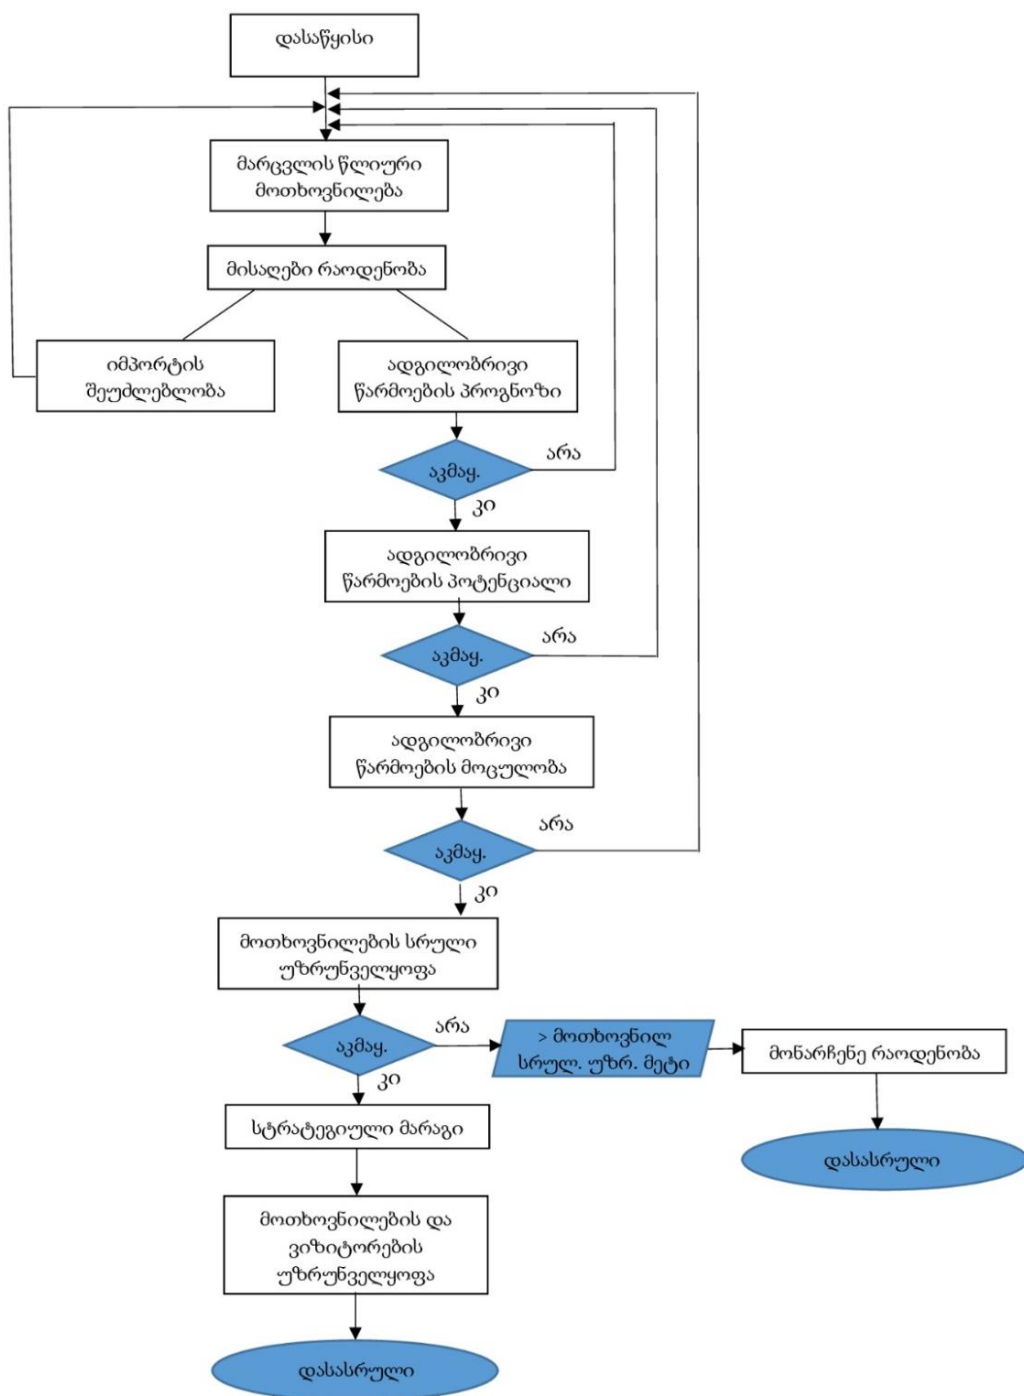 დასაწყისი
მარცვლის წლიური
მოთხოვნილება
მისაღები რაოდენობა
იმპორტის
შეუძლებლობა
ადგილობრივი
წარმოების პროგნოზი
აკმაყ.
არა
კი
ადგილობრივი
წარმოების პოტენციალი
აკმაყ.
არა
კი
ადგილობრივი
წარმოების მოცულობა
აკმაყ.
არა
კი
მოთხოვნილების სრული
უზრუნველყოფა
აკმაყ.
არა
კი
> მოთხოვნილ
სრულ. უზრ. მეტი
მონარჩენე რაოდენობა
დასასრული
სტრატეგიული მარაგი
მოთხოვნილების და
ვიზიტორების
უზრუნველყოფა
დასასრული